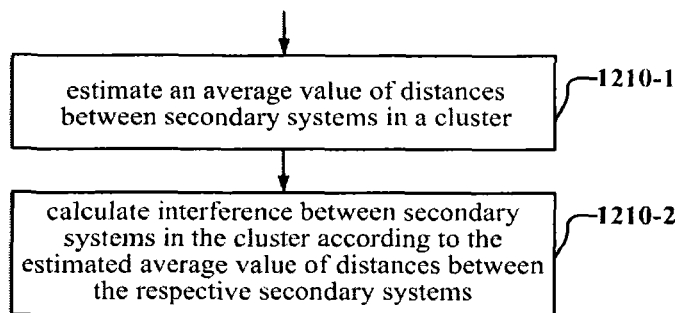 estimate an average value of distances
between secondary systems in a cluster
1210-1
calculate interference between secondary
systems in the cluster according to the
estimated average value of distances between
the respective secondary systems
1210-2